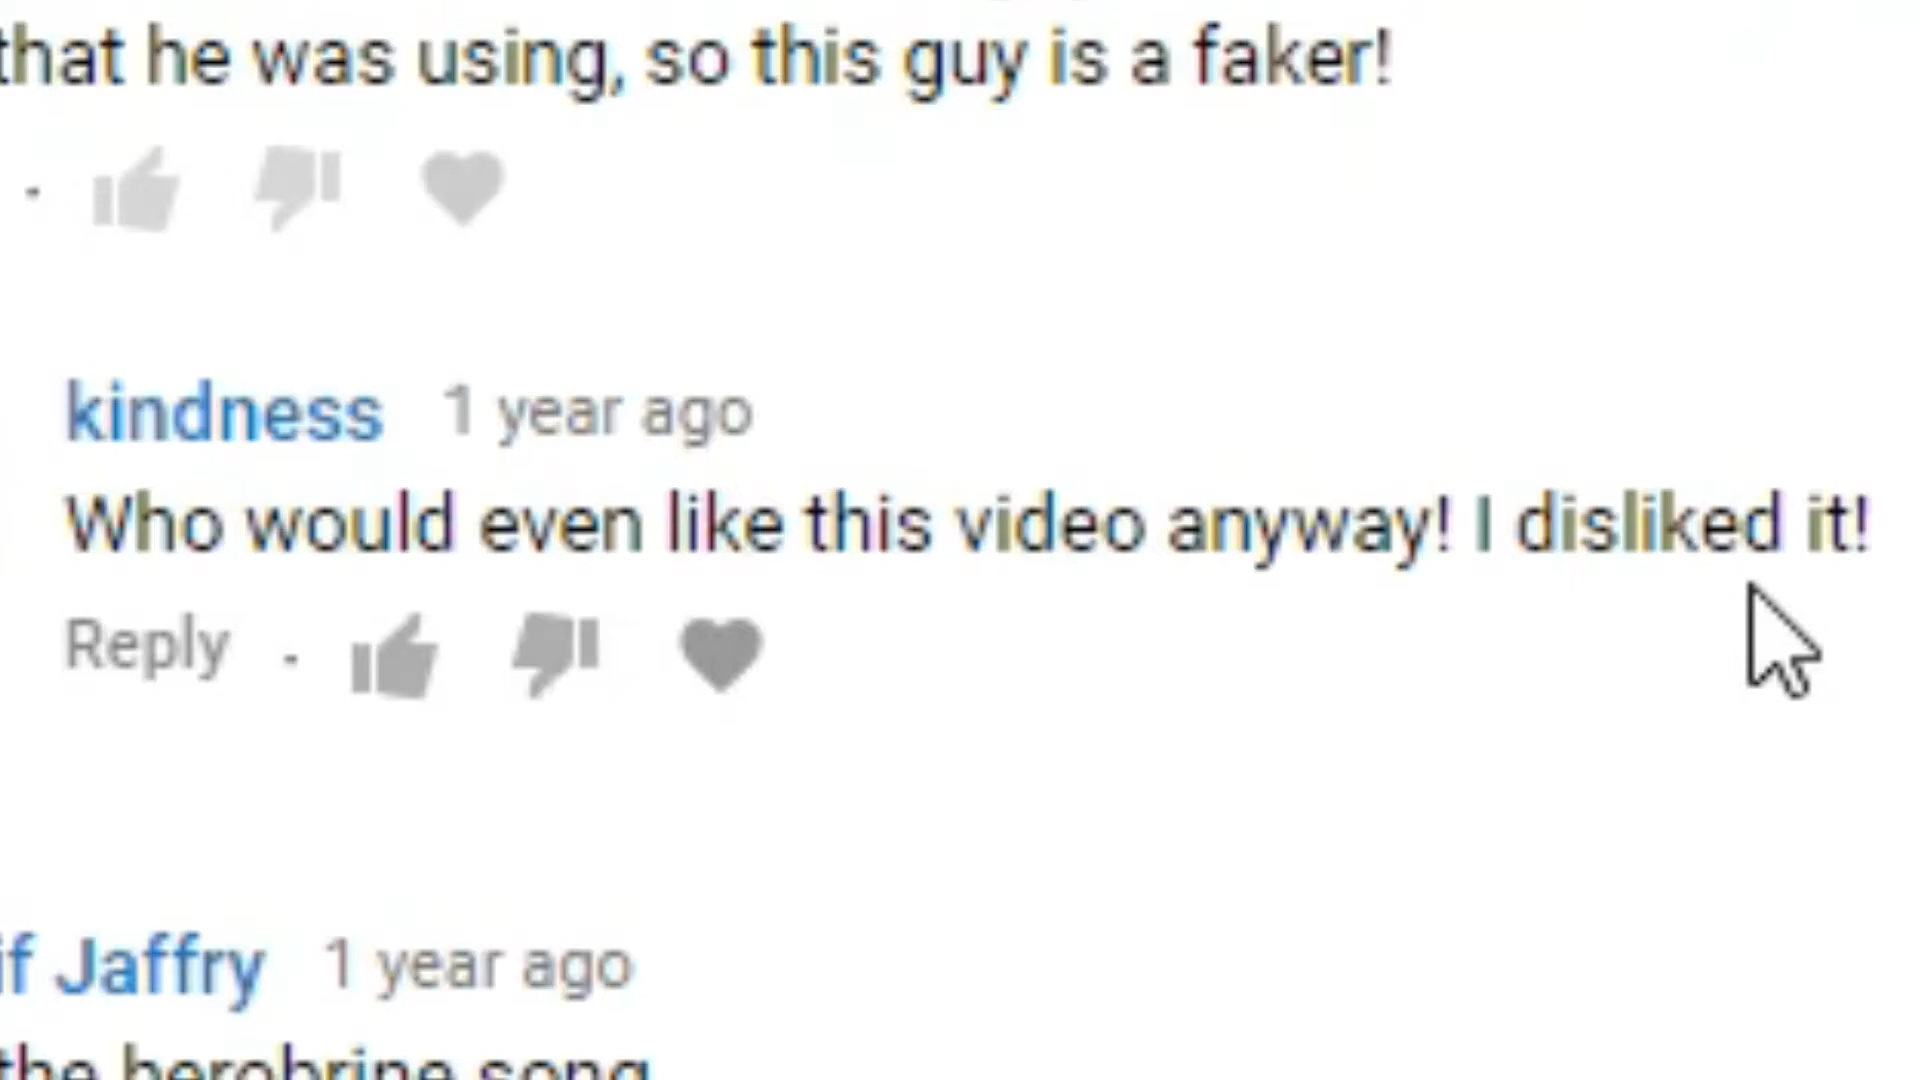 that he was using, so this guy is a faker!
kindness 1 year ago
Who would even like this video anyway! I disliked it!
Reply
if Jaffry 1 year ago
the herobrine song